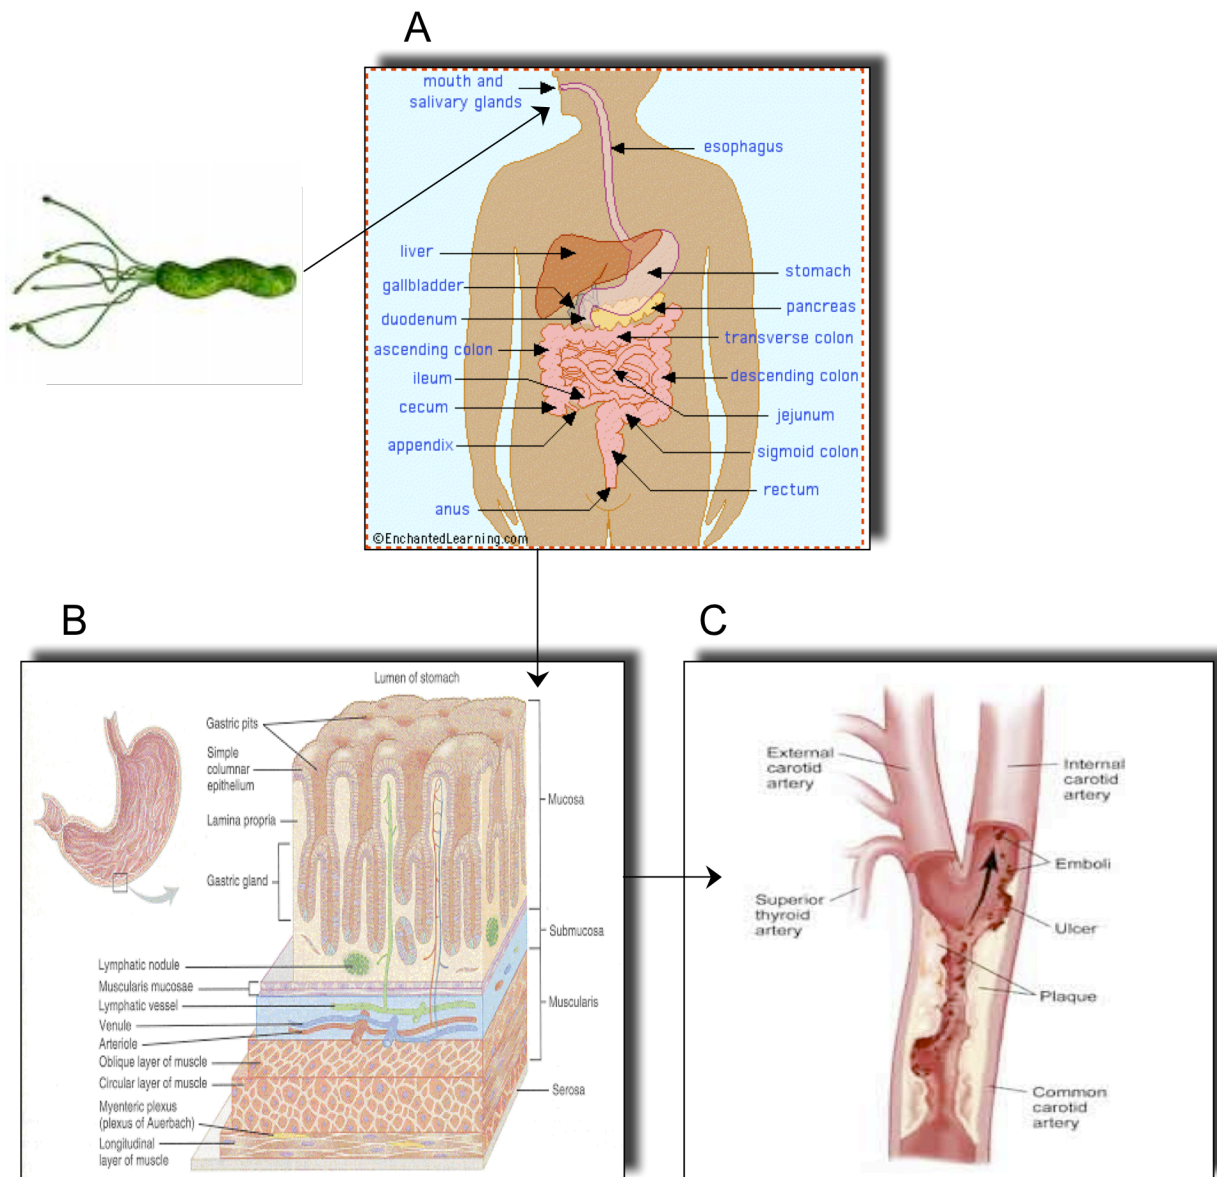 A
mouth and
salivary glands
esophagus
liver
stomach
gallbladder
pancreas
duodenum
transverse colon
ascending colon
descending colon
ileum
cecum
jejunum
appendix
sigmoid colon
rectum
anus
©EnchantedLearning.com
B
Lumen of stomach
Gastric pits
Simple
columnar
epithelium
Mucosa
Lamina propria
Gastric gland
Submucosa
Lymphatic nodule
Muscularis mucosae
Lymphatic vessel
Muscularis
Venule
Arteriole
Oblique layer of muscle
Circular layer of muscle
Serosa
Myenteric plexus
(plexus of Auerbach)
Longitudinal
layer of muscle
C
External
carotid
artery
Internal
carotid
artery
Emboli
Superior
thyroid
artery
Ulcer
Plaque
Common
carotid
artery